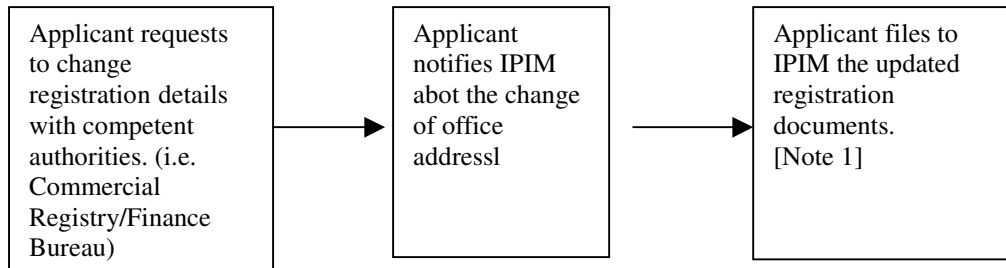 Applicant requests
to change
registration details
with competent
authorities. (i.e.
Commercial
Registry/Finance
Bureau)
Applicant
notifies IPIM
abot the change
of office
addressl
Applicant files to
IPIM the updated
registration
documents.
[Note 1]